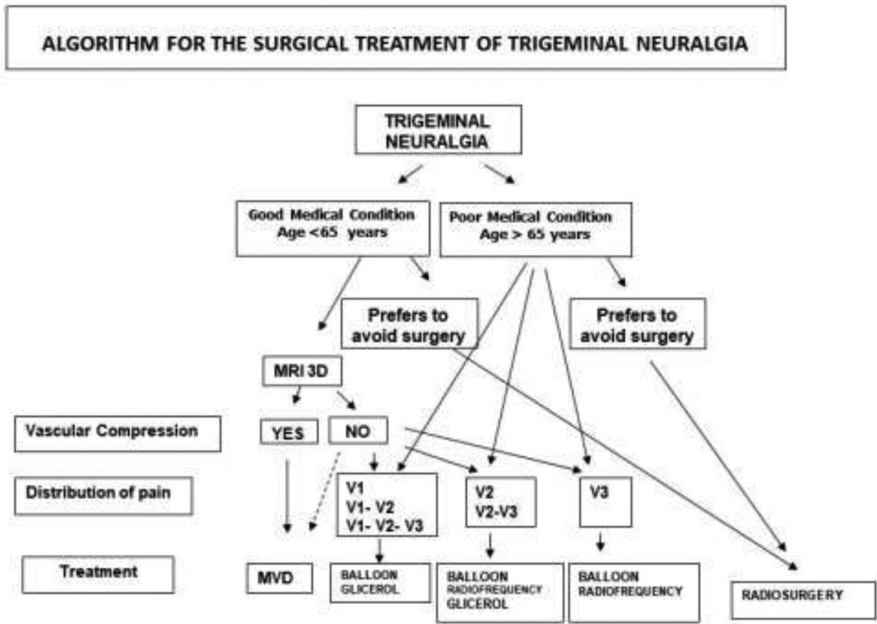 ALGORITHM FOR THE SURGICAL TREATMENT OF TRIGEMINAL NEURALGIA
TRIGEMINAL
NEURALGIA
Good Medical Condition
Age <65 years
Poor Medical Condition
Age > 65 years
Prefers to
avoid surgery
Prefers to
avoid surgery
MRI 3D
Vascular Compression
YES
NO
Distribution of pain
V1
V1- V2
V1- V2- V3
V2
V2-V3
V3
Treatment
MVD
BALLOON
GLICEROL
BALLOON
RADIOFREQUENCY
GLICEROL
BALLOON
RADIOFREQUENCY
RADIOSURGERY